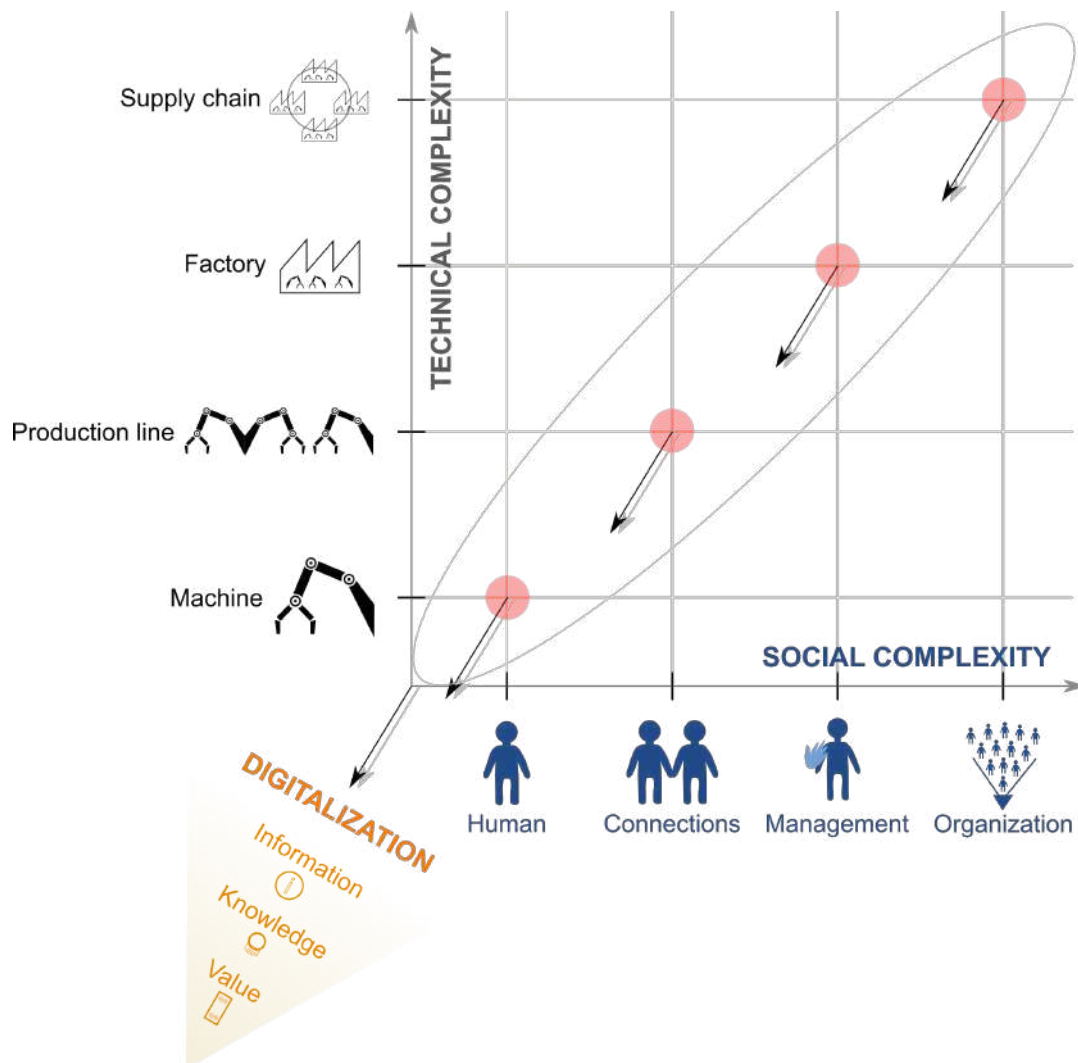 Supply chain
TECHNICAL COMPLEXITY
Factory
Production line
Machine
SOCIAL COMPLEXITY
Human
Connections
Management
Organization
DIGITALIZATION
Information
Knowledge
Value